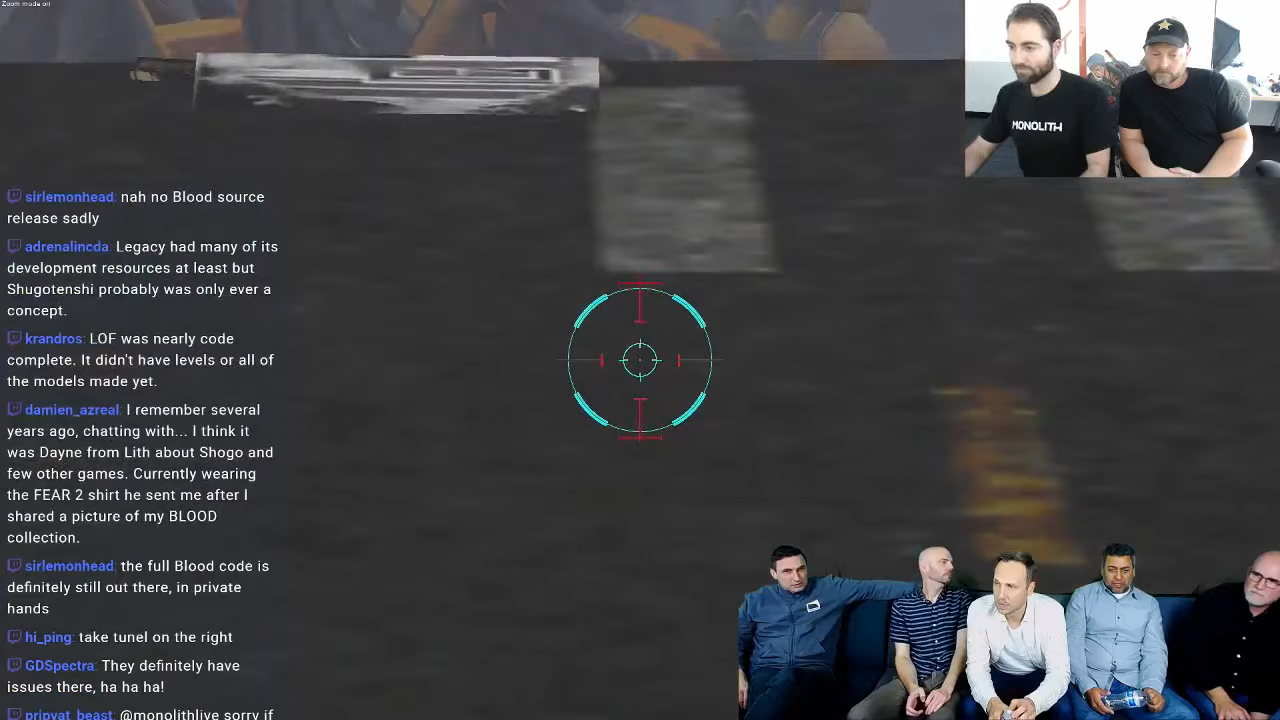 Zoom mode on
MONOLITH
sirlemonhead: nah no Blood source
release sadly
adrenalincda: Legacy had many of its
development resources at least but
Shugotenshi probably was only ever a
concept.
krandros: LOF was nearly code
complete. It didn't have levels or all of
the models made yet.
damien_azreal: I remember several
years ago, chatting with... I think it
was Dayne from Lith about Shogo and
few other games. Currently wearing
the FEAR 2 shirt he sent me after I
shared a picture of my BLOOD
collection.
sirlemonhead: the full Blood code is
definitely still out there, in private
hands
hi_ping: take tunel on the right
GDSpectra: They definitely have
issues there, ha ha ha!
pripyat_beast: @monolithlive sorry if